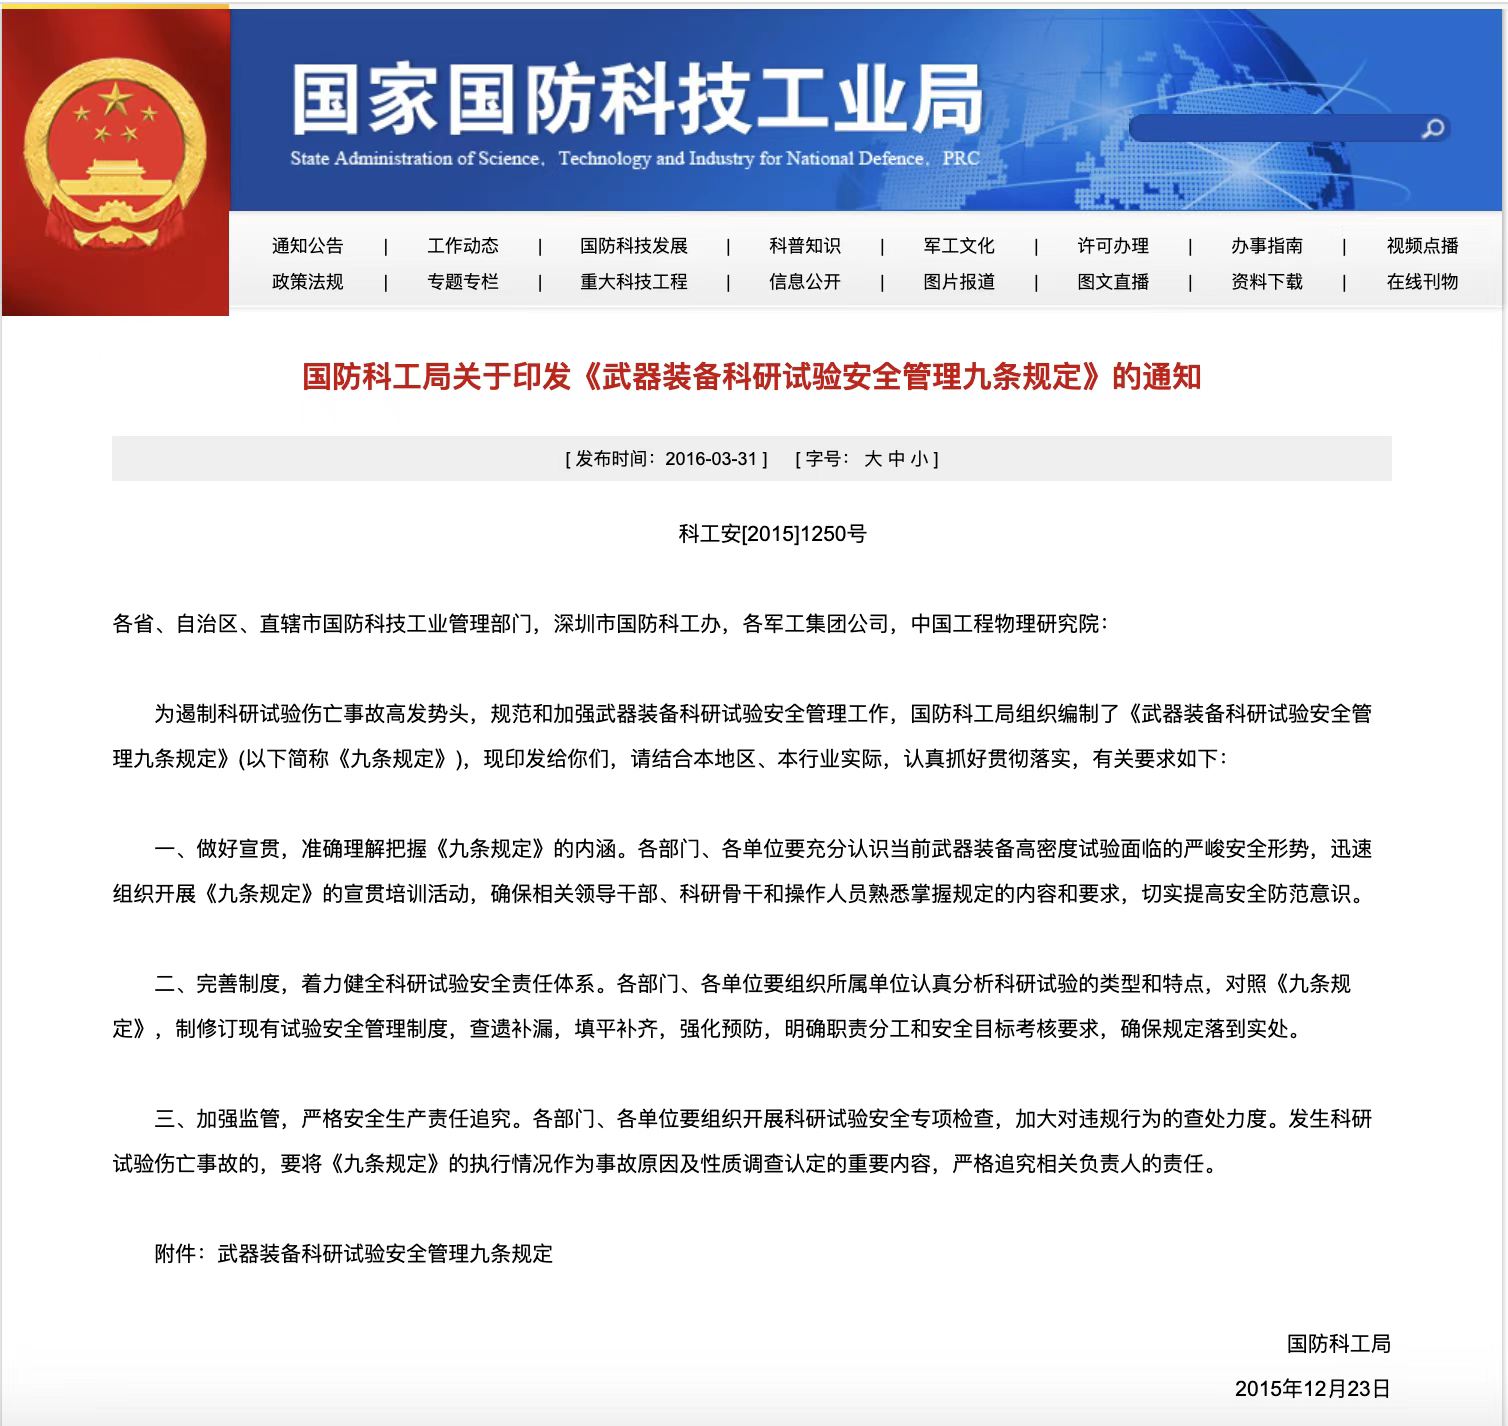 国家国防科技工业局
State Administration of Science, Technology and Industry for National Defence, PRC
通知公告 | 工作动态 | 国防科技发展 | 科普知识 | 军工文化 | 许可办理 | 办事指南 | 视频点播
政策法规 | 专题专栏 | 重大科技工程 | 信息公开 | 图片报道 | 图文直播 | 资料下载 | 在线刊物
国防科工局关于印发《武器装备科研试验安全管理九条规定》的通知
[ 发布时间：2016-03-31 ] [ 字号： 大 中 小 ]
科工安[2015]1250号
各省、自治区、直辖市国防科技工业管理部门，深圳市国防科工办，各军工集团公司，中国工程物理研究院：
为遏制科研试验伤亡事故高发势头，规范和加强武器装备科研试验安全管理工作，国防科工局组织编制了《武器装备科研试验安全管
理九条规定》(以下简称《九条规定》)，现印发给你们，请结合本地区、本行业实际，认真抓好贯彻落实，有关要求如下：
一、做好宣贯，准确理解把握《九条规定》的内涵。各部门、各单位要充分认识当前武器装备高密度试验面临的严峻安全形势，迅速
组织开展《九条规定》的宣贯培训活动，确保相关领导干部、科研骨干和操作人员熟悉掌握规定的内容和要求，切实提高安全防范意识。
二、完善制度，着力健全科研试验安全责任体系。各部门、各单位要组织所属单位认真分析科研试验的类型和特点，对照《九条规
定》，制修订现有试验安全管理制度，查遗补漏，填平补齐，强化预防，明确职责分工和安全目标考核要求，确保规定落到实处。
三、加强监管，严格安全生产责任追究。各部门、各单位要组织开展科研试验安全专项检查，加大对违规行为的查处力度。发生科研
试验伤亡事故的，要将《九条规定》的执行情况作为事故原因及性质调查认定的重要内容，严格追究相关负责人的责任。
附件：武器装备科研试验安全管理九条规定
国防科工局
2015年12月23日